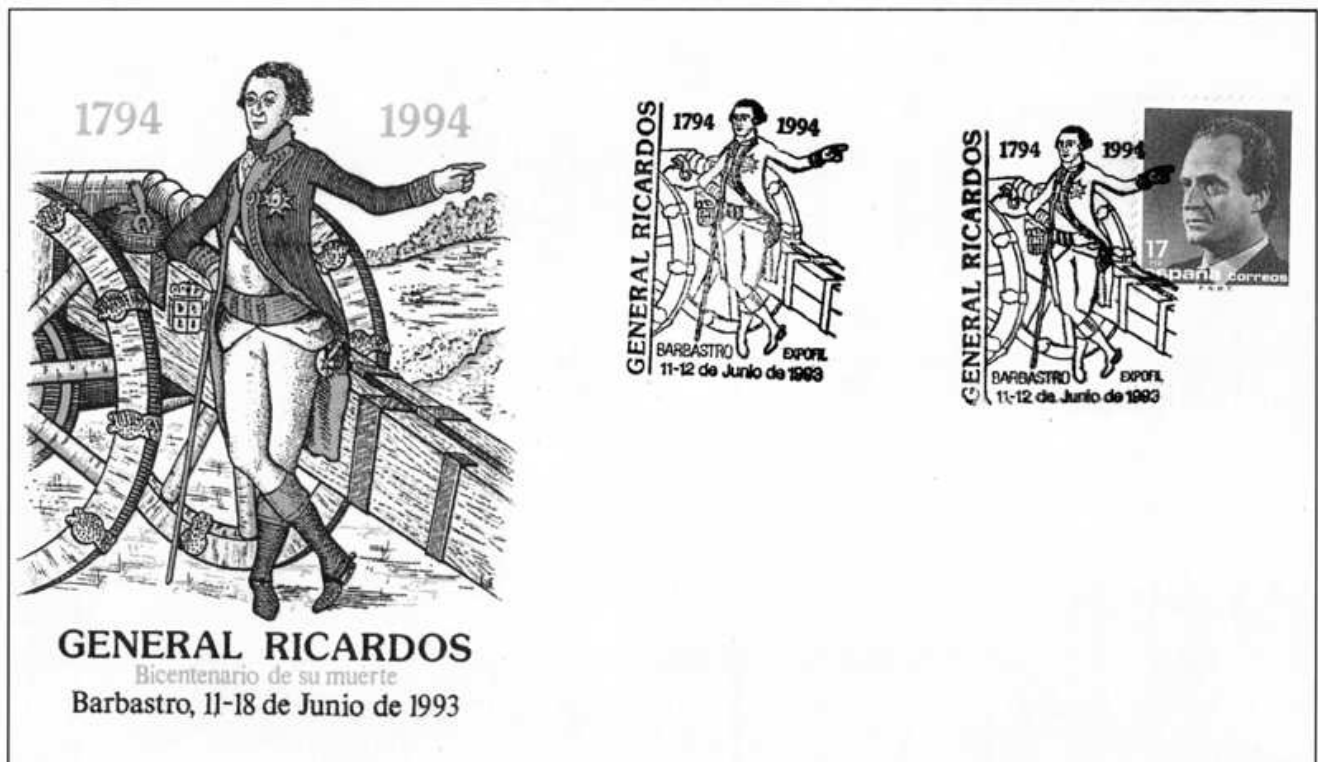 1794 1994
GENERAL RICARDOS
Bicentenario de su muerte
Barbastro, 11-18 de Junio de 1993
GENERAL RICARDOS
1794 1994
BARBASTRO EXPOFIL
11-12 de Junio de 1993
GENERAL RICARDOS
1794 1994
BARBASTRO EXPOFIL
11-12 de Junio de 1993
17
España correos